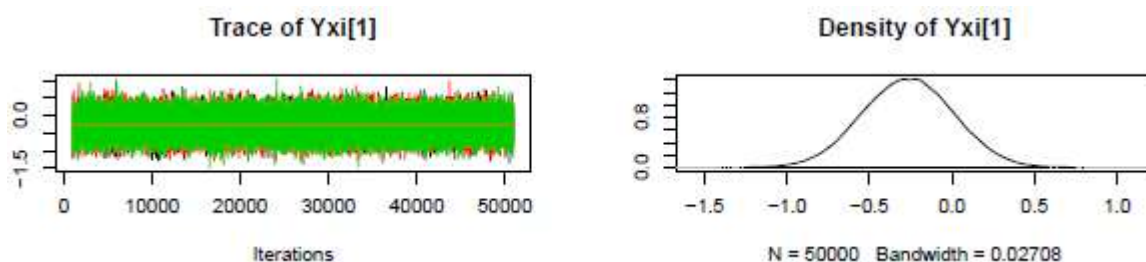 Trace of Yxi[1]
0.0
−1.5
0 10000 20000 30000 40000 50000
Iterations
Density of Yxi[1]
0.8
0.0
−1.5 −1.0 −0.5 0.0 0.5 1.0
N = 50000 Bandwidth = 0.02708